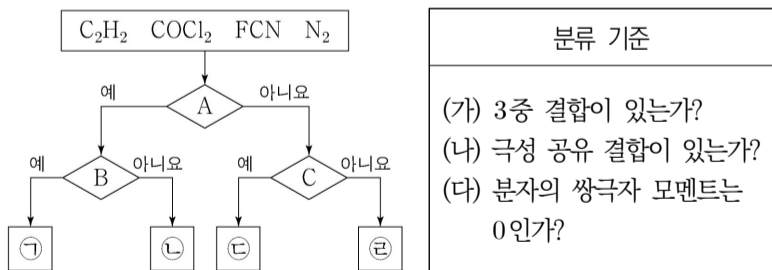 C₂H₂ COCl₂ FCN N₂
예 A 아니요
예 B 아니요 예 C 아니요
㉠ ㉡ ㉢ ㉣
분류 기준
(가) 3중 결합이 있는가?
(나) 극성 공유 결합이 있는가?
(다) 분자의 쌍극자 모멘트는
0인가?